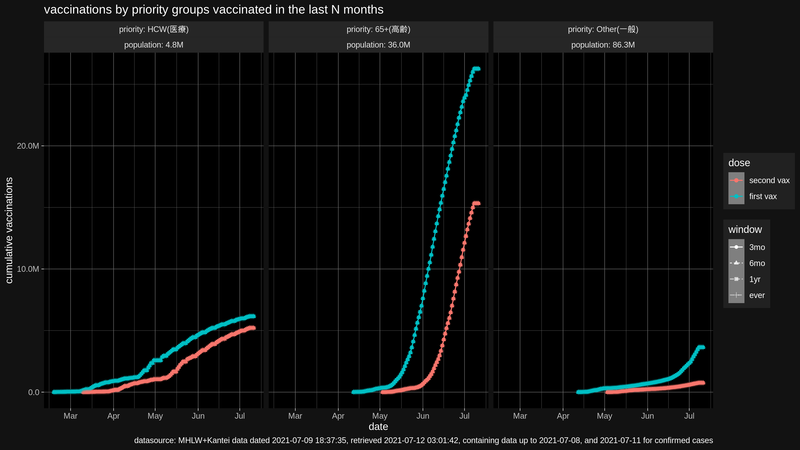 vaccinations by priority groups vaccinated in the last N months
priority: HCW(医療)
population: 4.8M
priority: 65+(高齢)
population: 36.0M
priority: Other(一般)
population: 86.3M
cumulative vaccinations
20.0M
10.0M
0.0
Mar Apr May Jun Jul
Mar Apr May Jun Jul
Mar Apr May Jun Jul
date
dose
second vax
first vax
window
3mo
6mo
1yr
ever
datasource: MHLW+Kantei data dated 2021-07-09 18:37:35, retrieved 2021-07-12 03:01:42, containing data up to 2021-07-08, and 2021-07-11 for confirmed cases